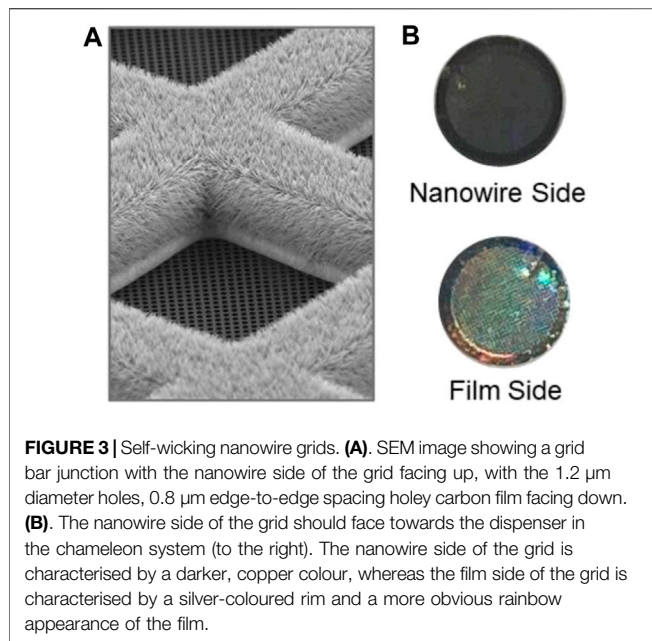 A
B
Nanowire Side
Film Side
FIGURE 3 | Self-wicking nanowire grids. (A). SEM image showing a grid
bar junction with the nanowire side of the grid facing up, with the 1.2 µm
diameter holes, 0.8 µm edge-to-edge spacing holey carbon film facing down.
(B). The nanowire side of the grid should face towards the dispenser in
the chameleon system (to the right). The nanowire side of the grid is
characterised by a darker, copper colour, whereas the film side of the grid is
characterised by a silver-coloured rim and a more obvious rainbow
appearance of the film.